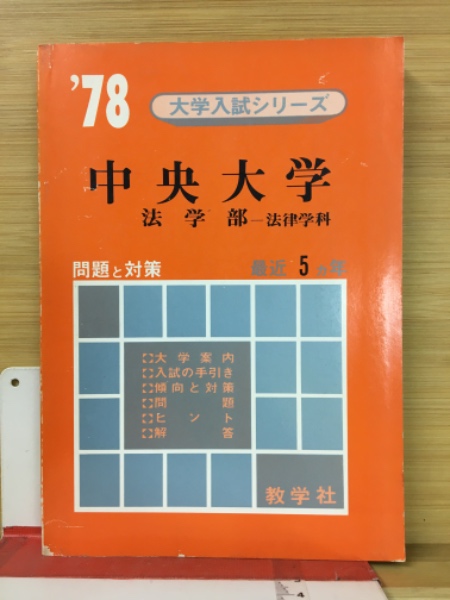 '78
大学入試シリーズ
中央大学
法学部—法律学科
問題と対策
最近 5ヵ年
大学案内
入試の手引き
傾向と対策
問題
ヒント
解答
教学社